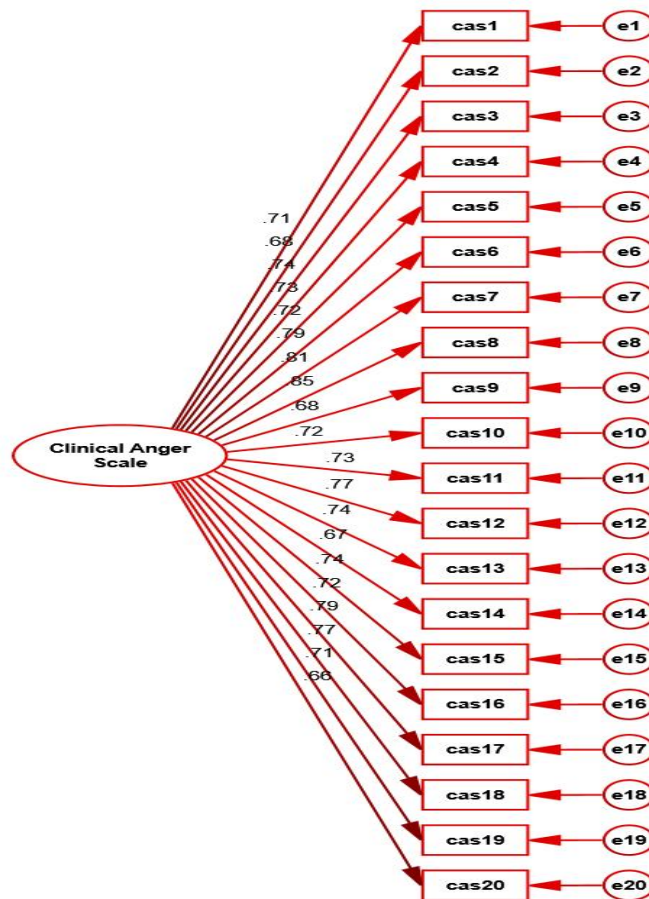 cas1
e1
cas2
e2
cas3
e3
cas4
e4
cas5
e5
cas6
e6
cas7
e7
cas8
e8
cas9
e9
cas10
e10
cas11
e11
cas12
e12
cas13
e13
cas14
e14
cas15
e15
cas16
e16
cas17
e17
cas18
e18
cas19
e19
cas20
e20
.71
.68
.74
.73
.72
.79
.81
.85
.68
.72
.73
.77
.74
.67
.74
.72
.79
.77
.71
.66
Clinical Anger
Scale